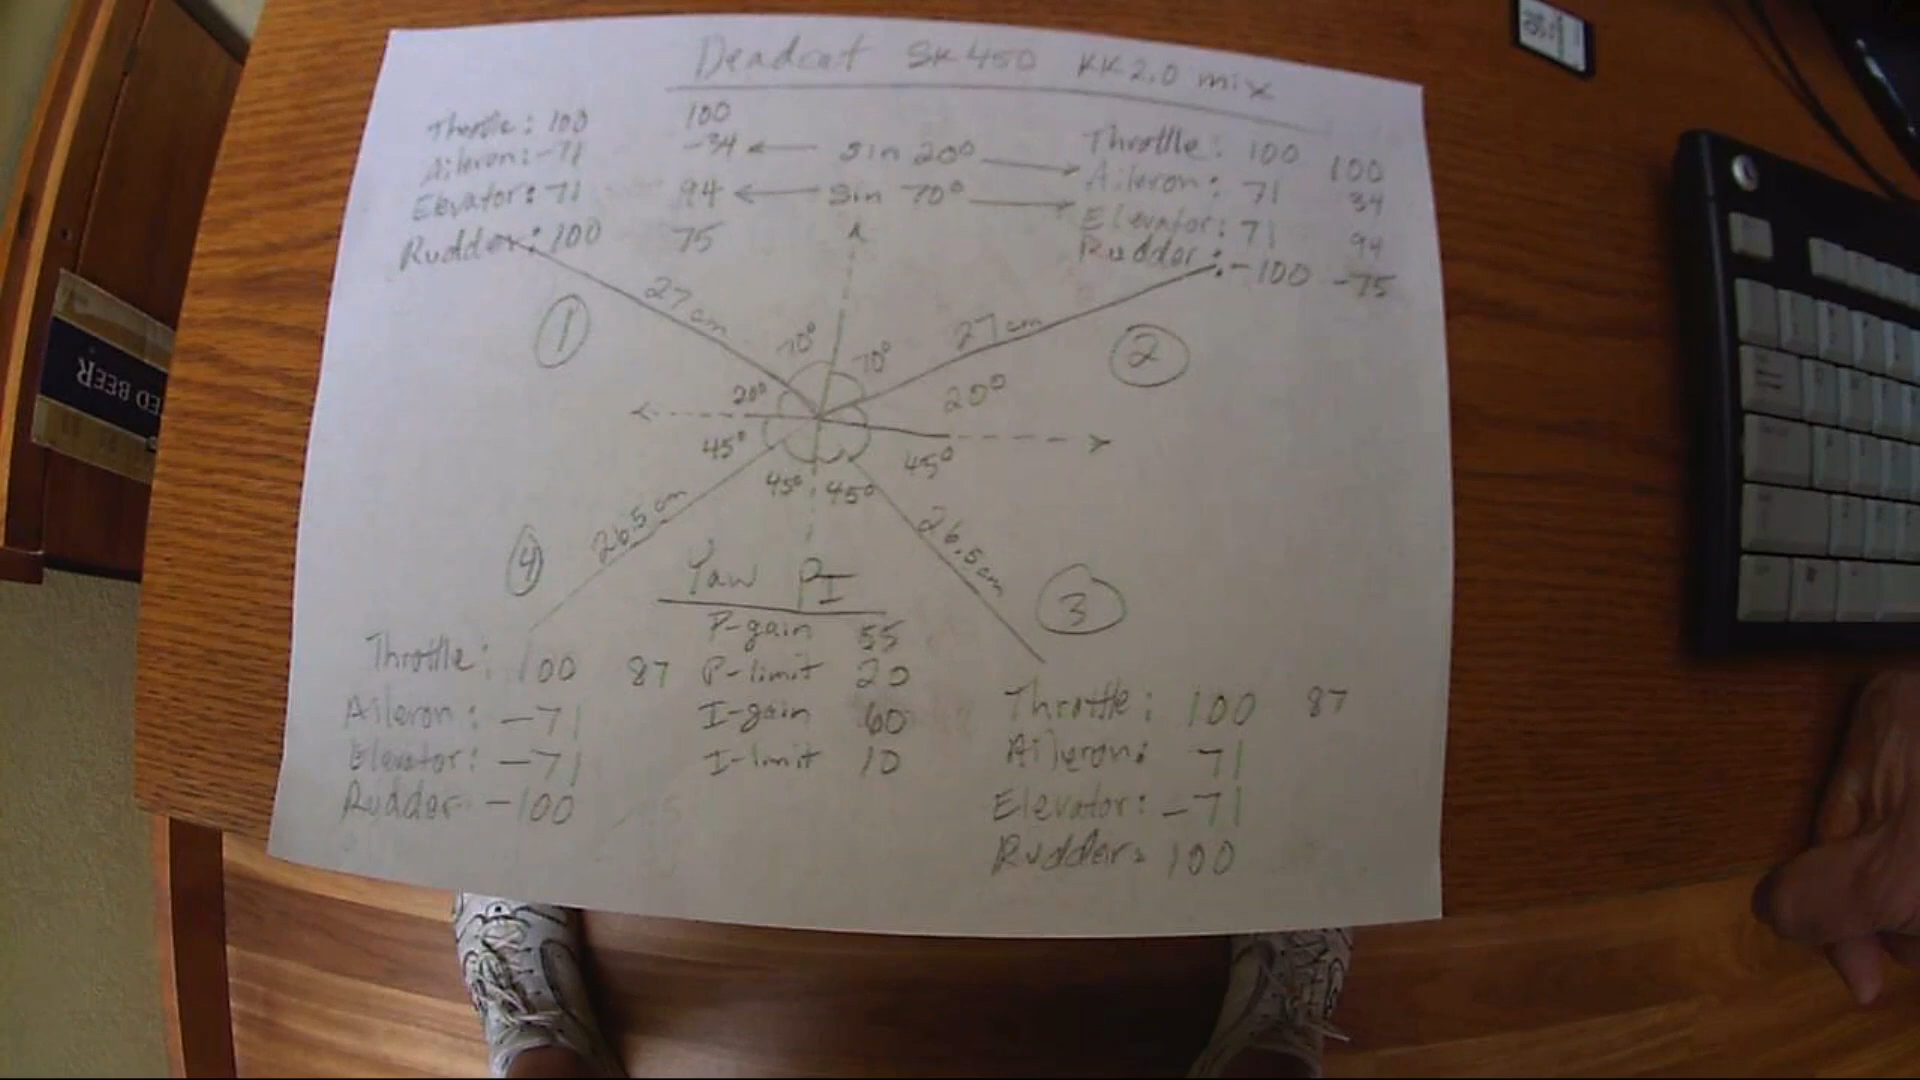 Deadcat SK450 KK2.0 mix
Throttle: 100 100
Aileron: -71 -34
Elevator: 71 94
Rudder: 100 75
sin 20°
sin 70°
Throttle: 100 100
Aileron: 71 34
Elevator: 71 94
Rudder: -100 -75
1
27cm
70°
70°
27cm
2
20°
20°
45°
45°
45°
45°
4
26.5cm
26.5cm
3
Yaw PI
P-gain 55
P-limit 20
I-gain 60
I-limit 10
Throttle: 100 87
Aileron: -71
Elevator: -71
Rudder: -100
Throttle: 100 87
Aileron: 71
Elevator: -71
Rudder: 100
ED BEER